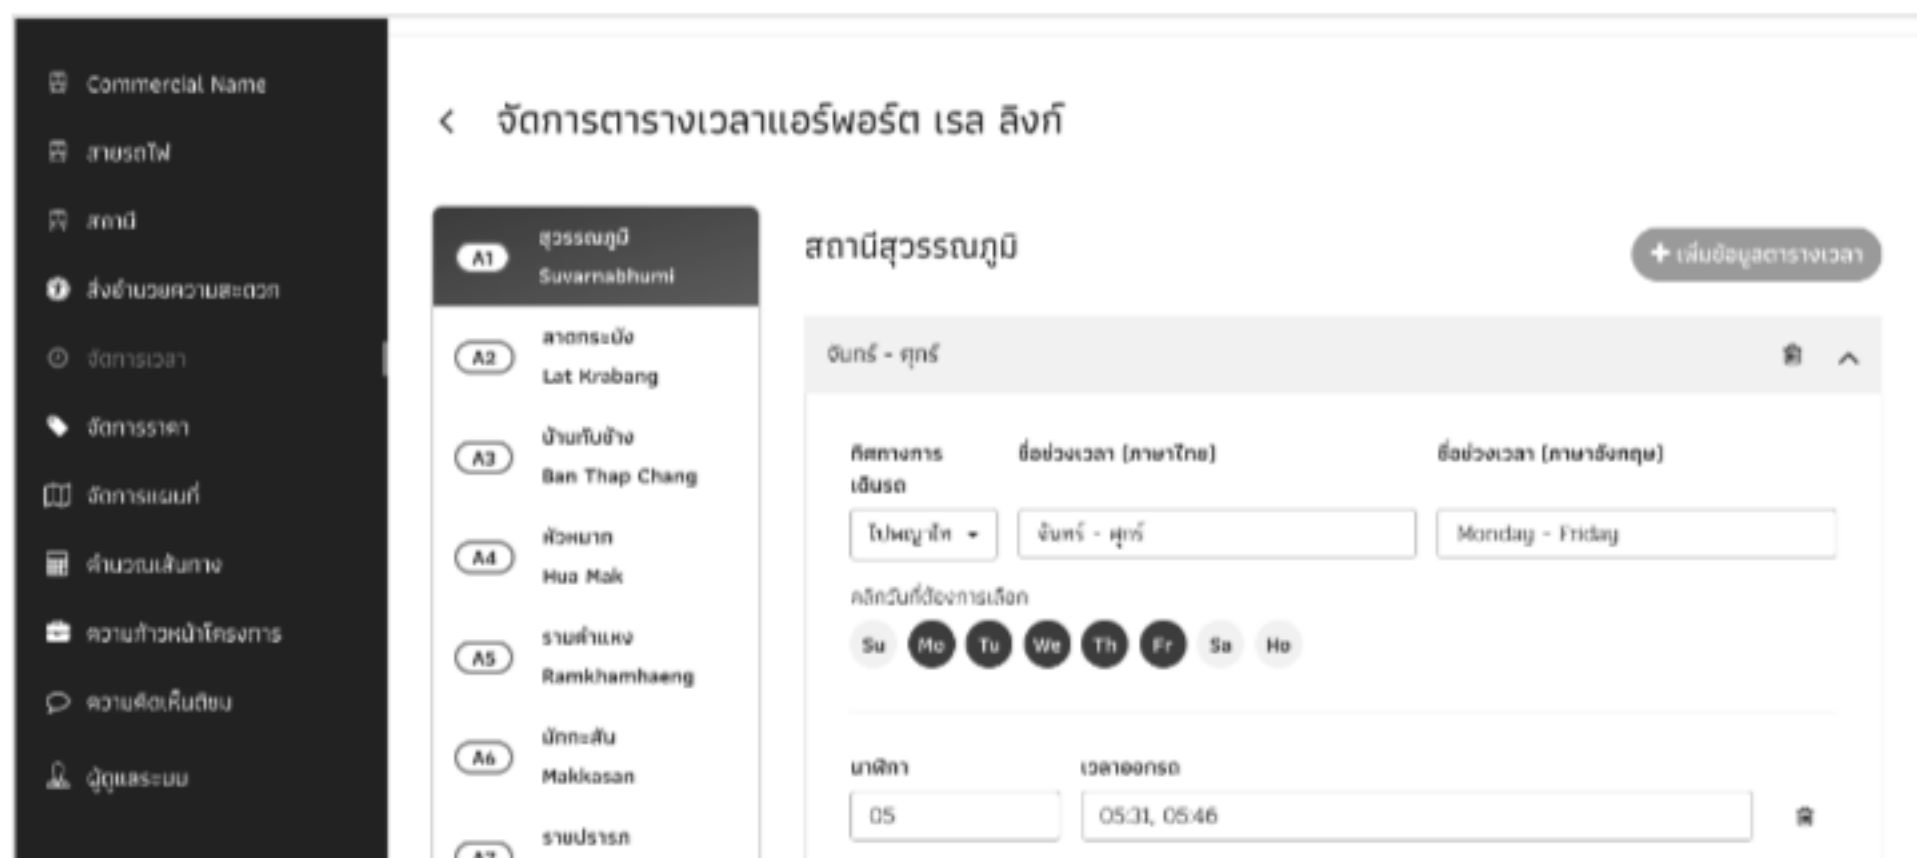 Commercial Name
สายรถไฟ
สถานี
สิ่งอำนวยความสะดวก
จัดการเวลา
จัดการราคา
จัดการแผนที่
คำนวณเส้นทาง
ความก้าวหน้าโครงการ
ความคิดเห็นติชม
ผู้ดูแลระบบ
จัดการตารางเวลาแอร์พอร์ต เรล ลิงก์
A1
สุวรรณภูมิ
Suvarnabhumi
A2
ลาดกระบัง
Lat Krabang
A3
บ้านทับช้าง
Ban Thap Chang
A4
หัวหมาก
Hua Mak
A5
รามคำแหง
Ramkhamhaeng
A6
มักกะสัน
Makkasan
A7
ราชปรารภ
สถานีสุวรรณภูมิ
เพิ่มข้อมูลตารางเวลา
จันทร์ - ศุกร์
ทิศทางการ
เดินรถ
ชื่อช่วงเวลา (ภาษาไทย)
ชื่อช่วงเวลา (ภาษาอังกฤษ)
ไปพญาไท
จันทร์ - ศุกร์
Monday - Friday
คลิกวันที่ต้องการเลือก
Su Mo Tu We Th Fr Sa Ho
นาฬิกา
เวลาออกรถ
05
05:31, 05:46